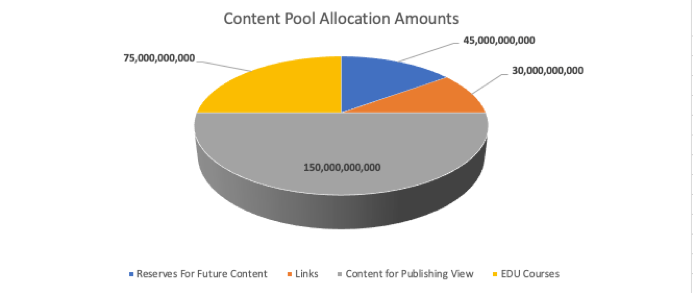 Content Pool Allocation Amounts
45,000,000,000
75,000,000,000
30,000,000,000
150,000,000,000
Reserves For Future Content Links Content for Publishing View EDU Courses